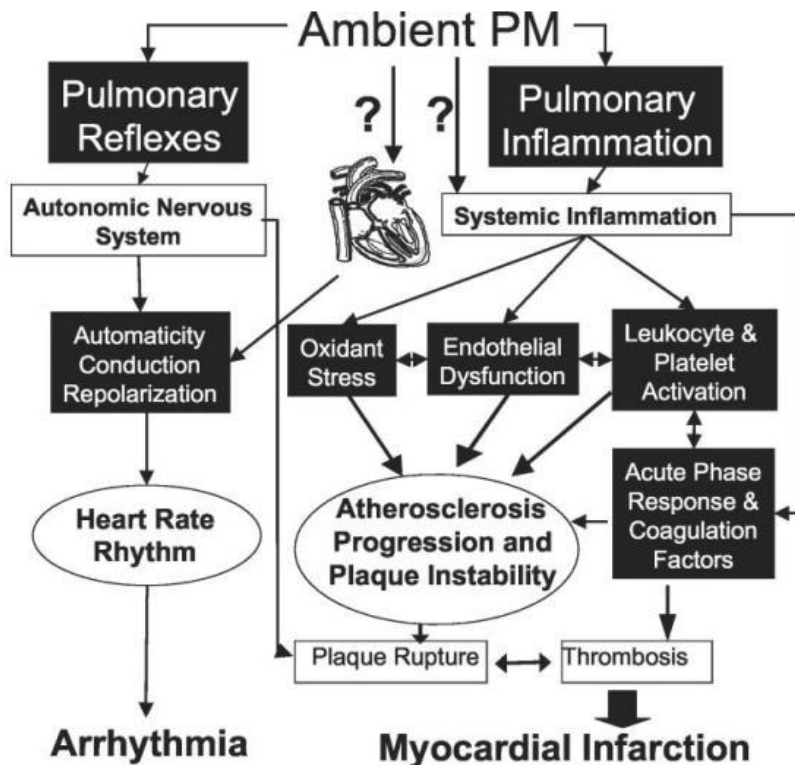 Ambient PM
Pulmonary
Reflexes
?
?
Pulmonary
Inflammation
Autonomic Nervous
System
Systemic Inflammation
Automaticity
Conduction
Repolarization
Oxidant
Stress
Endothelial
Dysfunction
Leukocyte &
Platelet
Activation
Heart Rate
Rhythm
Atherosclerosis
Progression and
Plaque Instability
Acute Phase
Response &
Coagulation
Factors
Plaque Rupture
Thrombosis
Arrhythmia
Myocardial Infarction